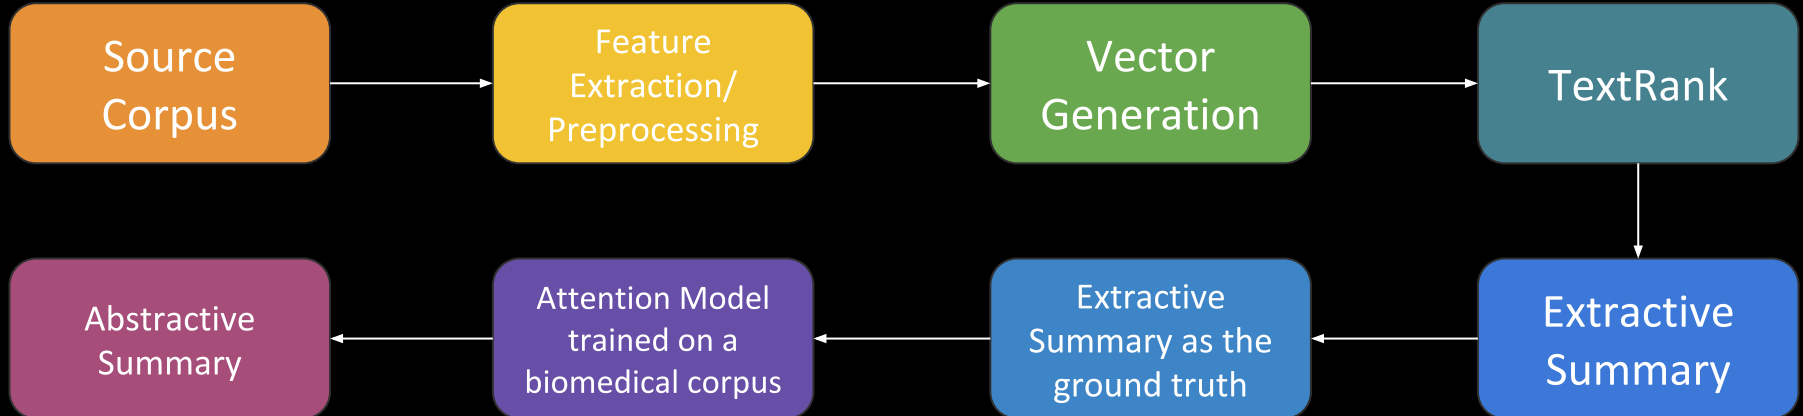 Source
Corpus
Feature
Extraction/
Preprocessing
Vector
Generation
TextRank
Extractive
Summary
Extractive
Summary as the
ground truth
Attention Model
trained on a
biomedical corpus
Abstractive
Summary